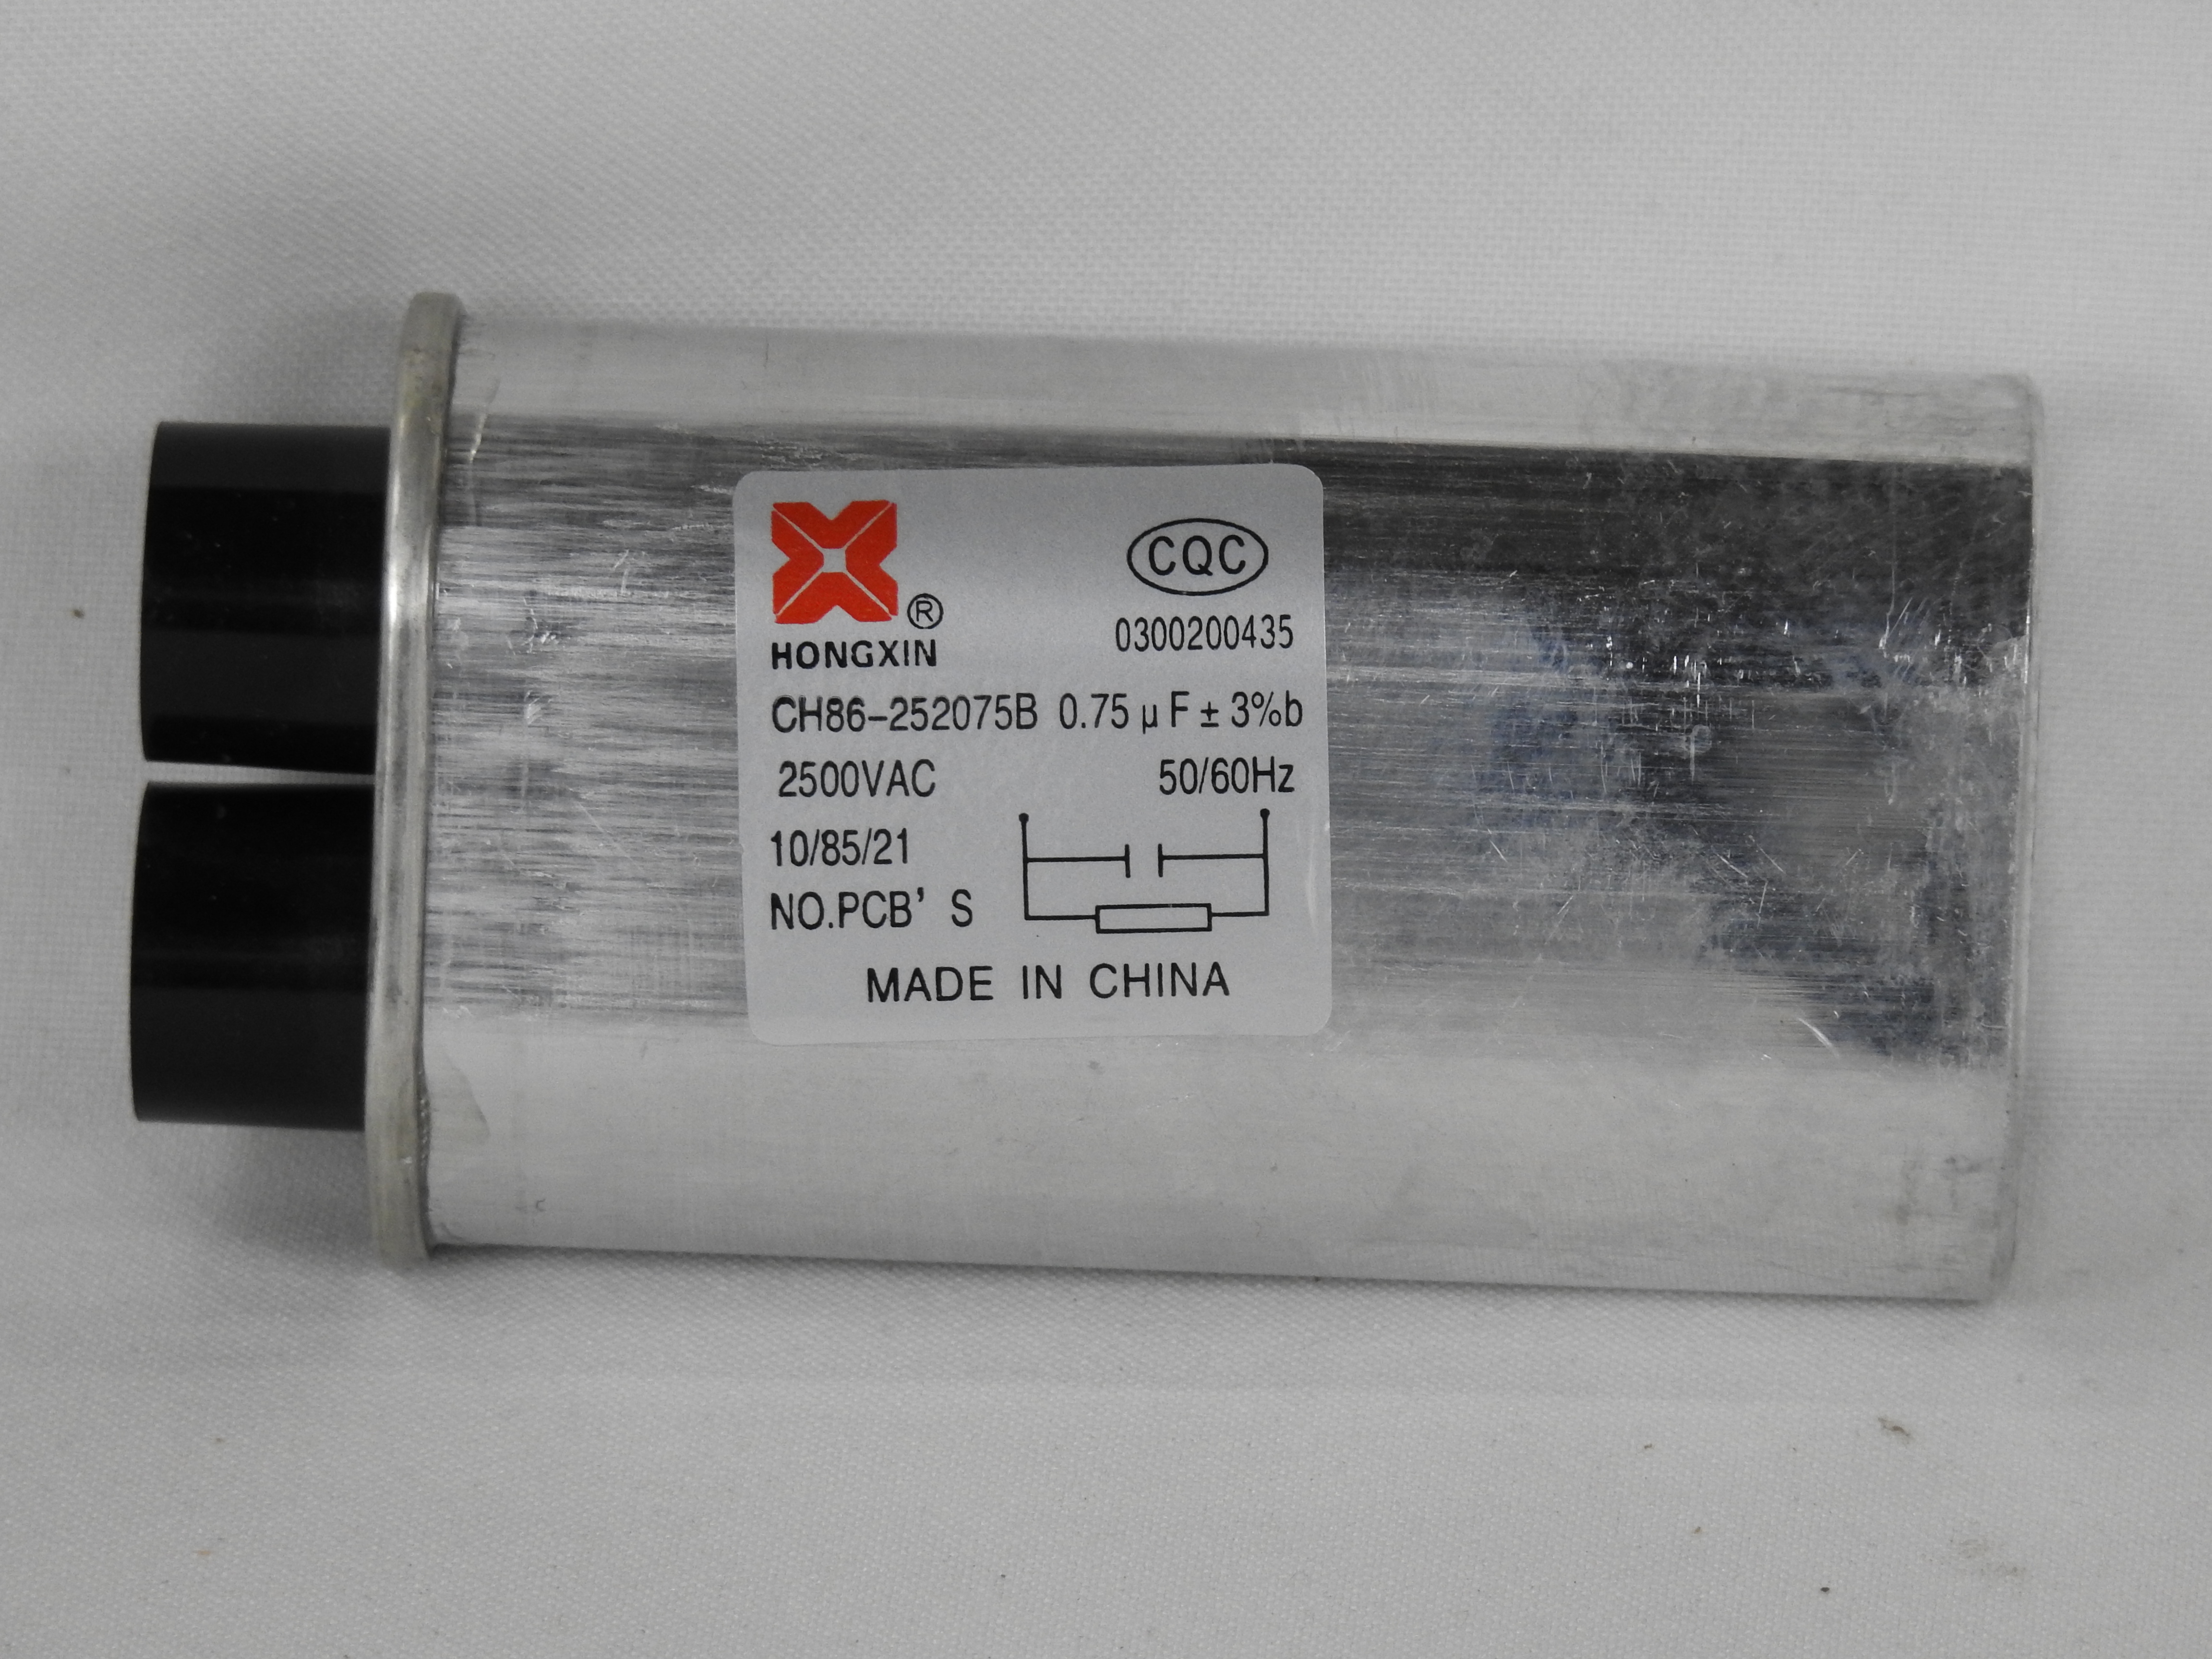 ®
HONGXIN
CQC
0300200435
CH86-252075B 0.75 μF ± 3%b
2500VAC 50/60Hz
10/85/21
NO.PCB' S
MADE IN CHINA